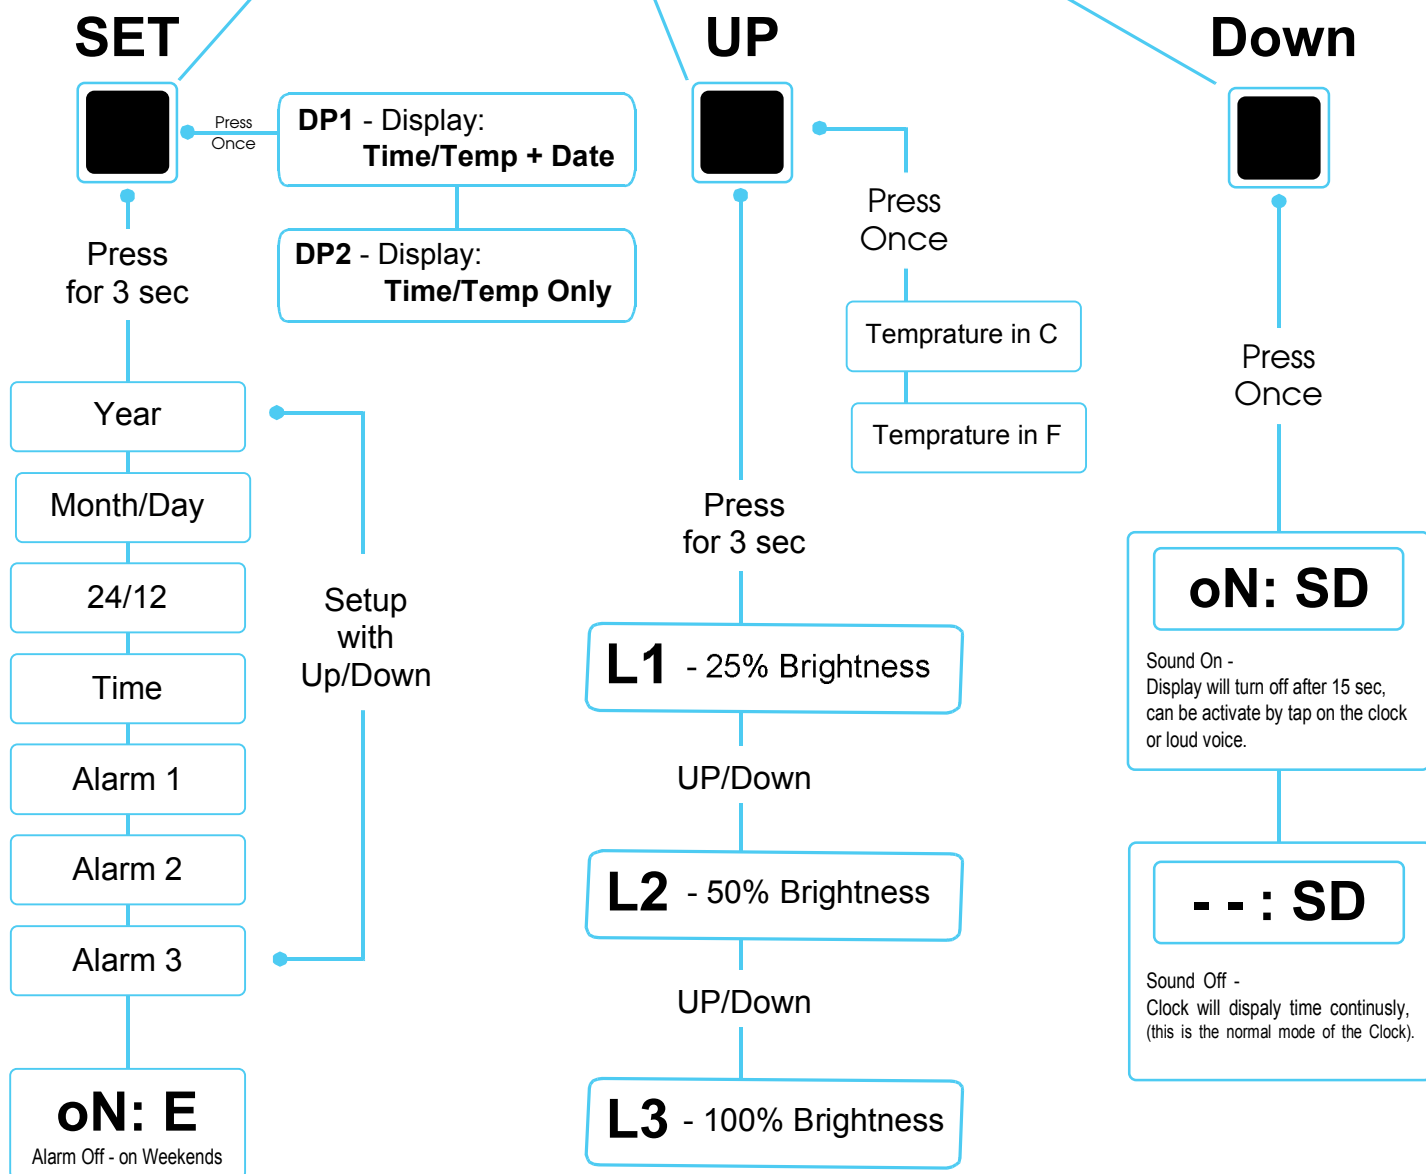 SET
Press
Once
DP1 - Display:
Time/Temp + Date
DP2 - Display:
Time/Temp Only
Press
for 3 sec
Year
Month/Day
24/12
Time
Alarm 1
Alarm 2
Alarm 3
Setup
with
Up/Down
oN: E
Alarm Off - on Weekends
UP
Press
Once
Temprature in C
Temprature in F
Press
for 3 sec
L1 - 25% Brightness
UP/Down
L2 - 50% Brightness
UP/Down
L3 - 100% Brightness
Down
Press
Once
oN: SD
Sound On -
Display will turn off after 15 sec,
can be activate by tap on the clock
or loud voice.
- - : SD
Sound Off -
Clock will dispaly time continusly,
(this is the normal mode of the Clock).